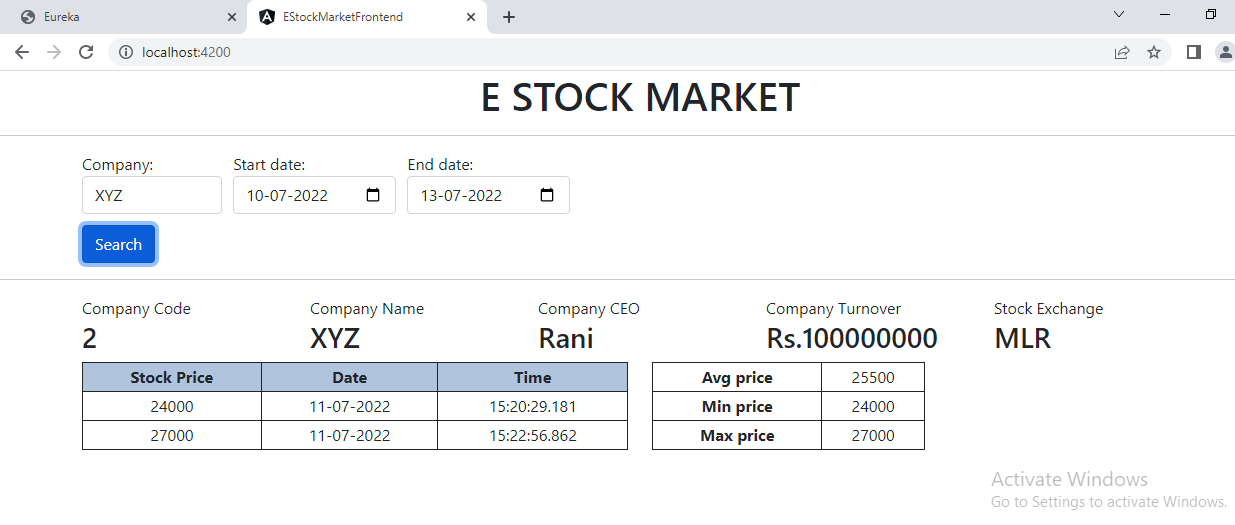 Eureka
EStockMarketFrontend
localhost:4200
E STOCK MARKET
Company: Start date: End date:
XYZ 10-07-2022 13-07-2022
Search
Company Code Company Name Company CEO Company Turnover Stock Exchange
2 XYZ Rani Rs.100000000 MLR
Stock Price Date Time Avg price 25500
24000 11-07-2022 15:20:29.181 Min price 24000
27000 11-07-2022 15:22:56.862 Max price 27000
Activate Windows
Go to Settings to activate Windows.